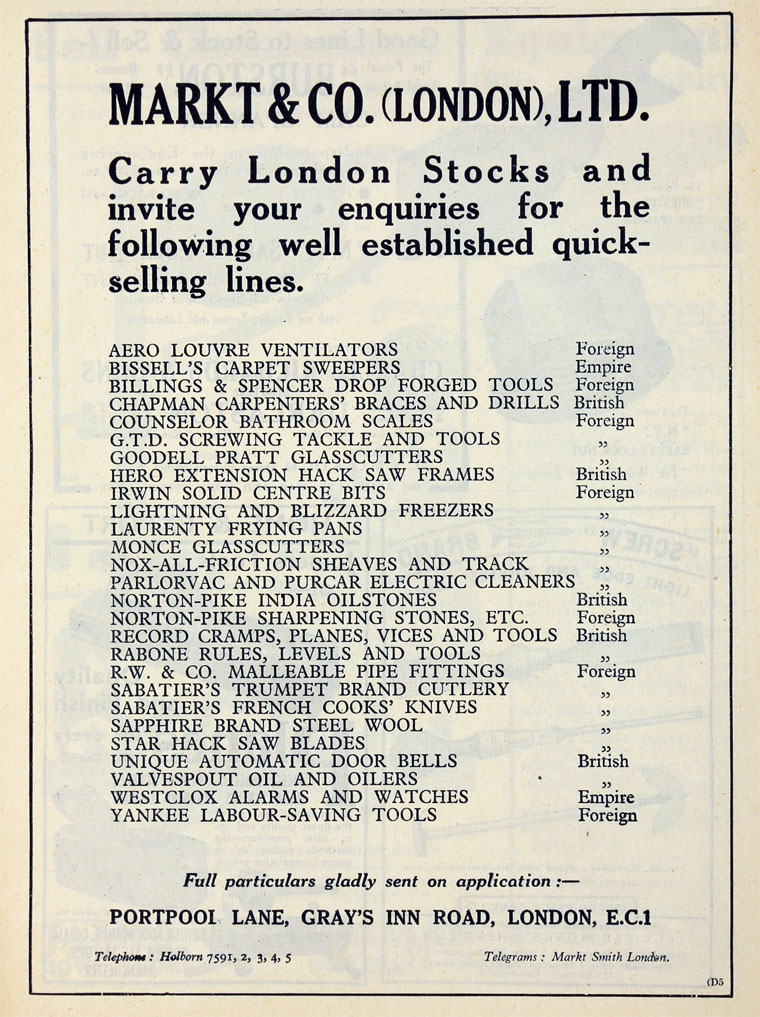 MARKT & CO. (LONDON), LTD.
Carry London Stocks and
invite your enquiries for the
following well established quick-
selling lines.
AERO LOUVRE VENTILATORS Foreign
BISSELL'S CARPET SWEEPERS Empire
BILLINGS & SPENCER DROP FORGED TOOLS Foreign
CHAPMAN CARPENTERS' BRACES AND DRILLS British
COUNSELOR BATHROOM SCALES Foreign
G.T.D. SCREWING TACKLE AND TOOLS „
GOODELL PRATT GLASSCUTTERS „
HERO EXTENSION HACK SAW FRAMES British
IRWIN SOLID CENTRE BITS Foreign
LIGHTNING AND BLIZZARD FREEZERS „
LAURENTY FRYING PANS „
MONCE GLASSCUTTERS „
NOX-ALL-FRICTION SHEAVES AND TRACK „
PARLORVAC AND PURCAR ELECTRIC CLEANERS „
NORTON-PIKE INDIA OILSTONES British
NORTON-PIKE SHARPENING STONES, ETC. Foreign
RECORD CRAMPS, PLANES, VICES AND TOOLS British
RABONE RULES, LEVELS AND TOOLS „
R.W. & CO. MALLEABLE PIPE FITTINGS Foreign
SABATIER'S TRUMPET BRAND CUTLERY „
SABATIER'S FRENCH COOKS' KNIVES „
SAPPHIRE BRAND STEEL WOOL „
STAR HACK SAW BLADES „
UNIQUE AUTOMATIC DOOR BELLS British
VALVESPOUT OIL AND OILERS „
WESTCLOX ALARMS AND WATCHES Empire
YANKEE LABOUR-SAVING TOOLS Foreign
Full particulars gladly sent on application :—
PORTPOOL LANE, GRAY'S INN ROAD, LONDON, E.C.1
Telephone : Holborn 7591, 2, 3, 4, 5 Telegrams : Markt Smith London.
(D5